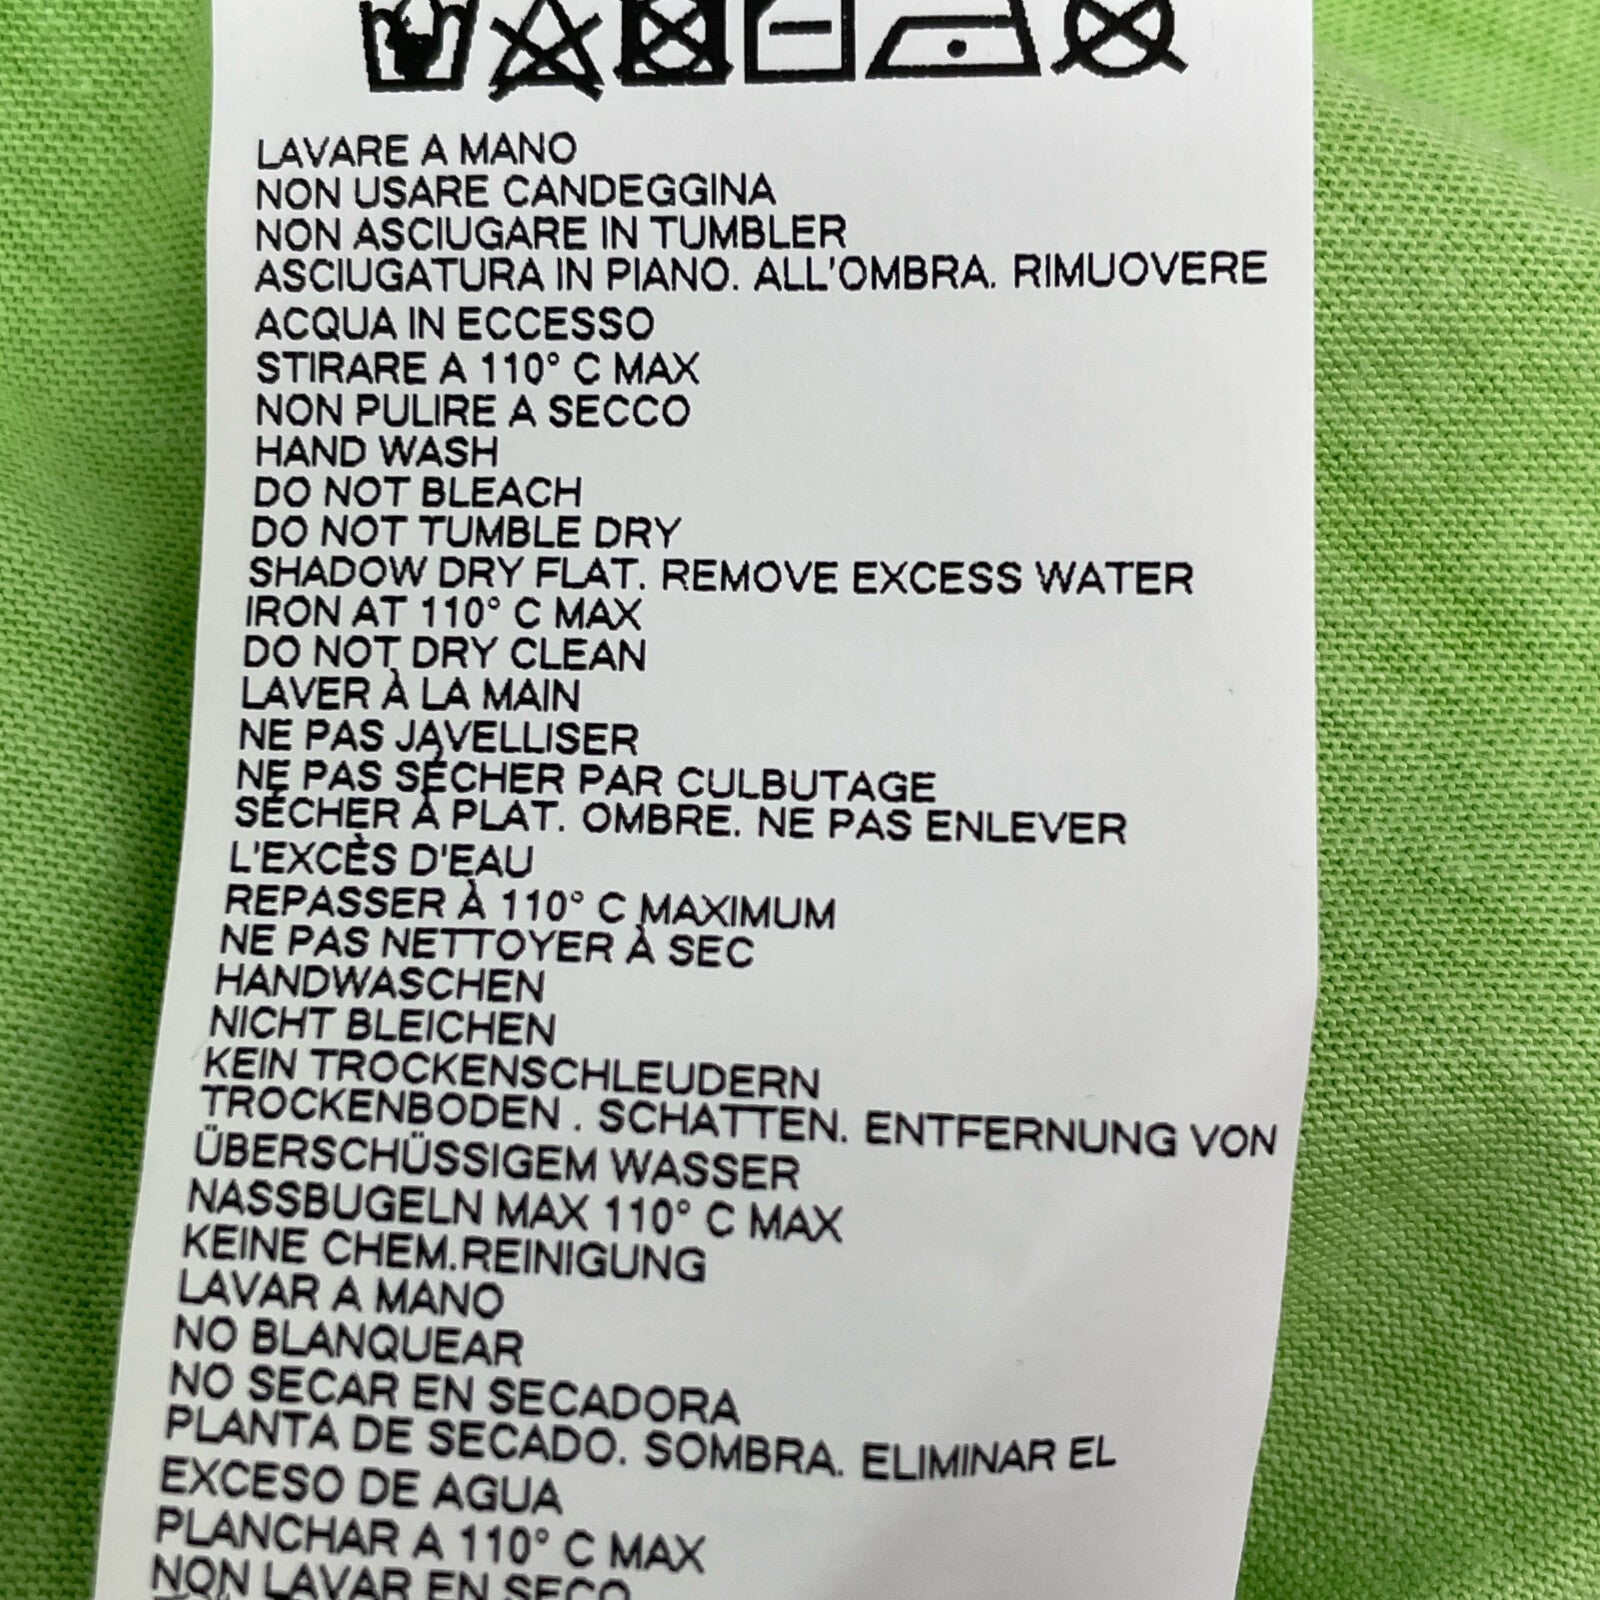 LAVARE A MANO
NON USARE CANDEGGINA
NON ASCIUGARE IN TUMBLER
ASCIUGATURA IN PIANO. ALL'OMBRA. RIMUOVERE
ACQUA IN ECCESSO
STIRARE A 110° C MAX
NON PULIRE A SECCO
HAND WASH
DO NOT BLEACH
DO NOT TUMBLE DRY
SHADOW DRY FLAT. REMOVE EXCESS WATER
IRON AT 110° C MAX
DO NOT DRY CLEAN
LAVER À LA MAIN
NE PAS JAVELLISER
NE PAS SÉCHER PAR CULBUTAGE
SÉCHER À PLAT. OMBRE. NE PAS ENLEVER
L'EXCÈS D'EAU
REPASSER À 110° C MAXIMUM
NE PAS NETTOYER À SEC
HANDWASCHEN
NICHT BLEICHEN
KEIN TROCKENSCHLEUDERN
TROCKENBODEN . SCHATTEN. ENTFERNUNG VON
ÜBERSCHÜSSIGEM WASSER
NASSBUGELN MAX 110° C MAX
KEINE CHEM.REINIGUNG
LAVAR A MANO
NO BLANQUEAR
NO SECAR EN SECADORA
PLANTA DE SECADO. SOMBRA. ELIMINAR EL
EXCESO DE AGUA
PLANCHAR A 110° C MAX
NON LAVAR EN SECO